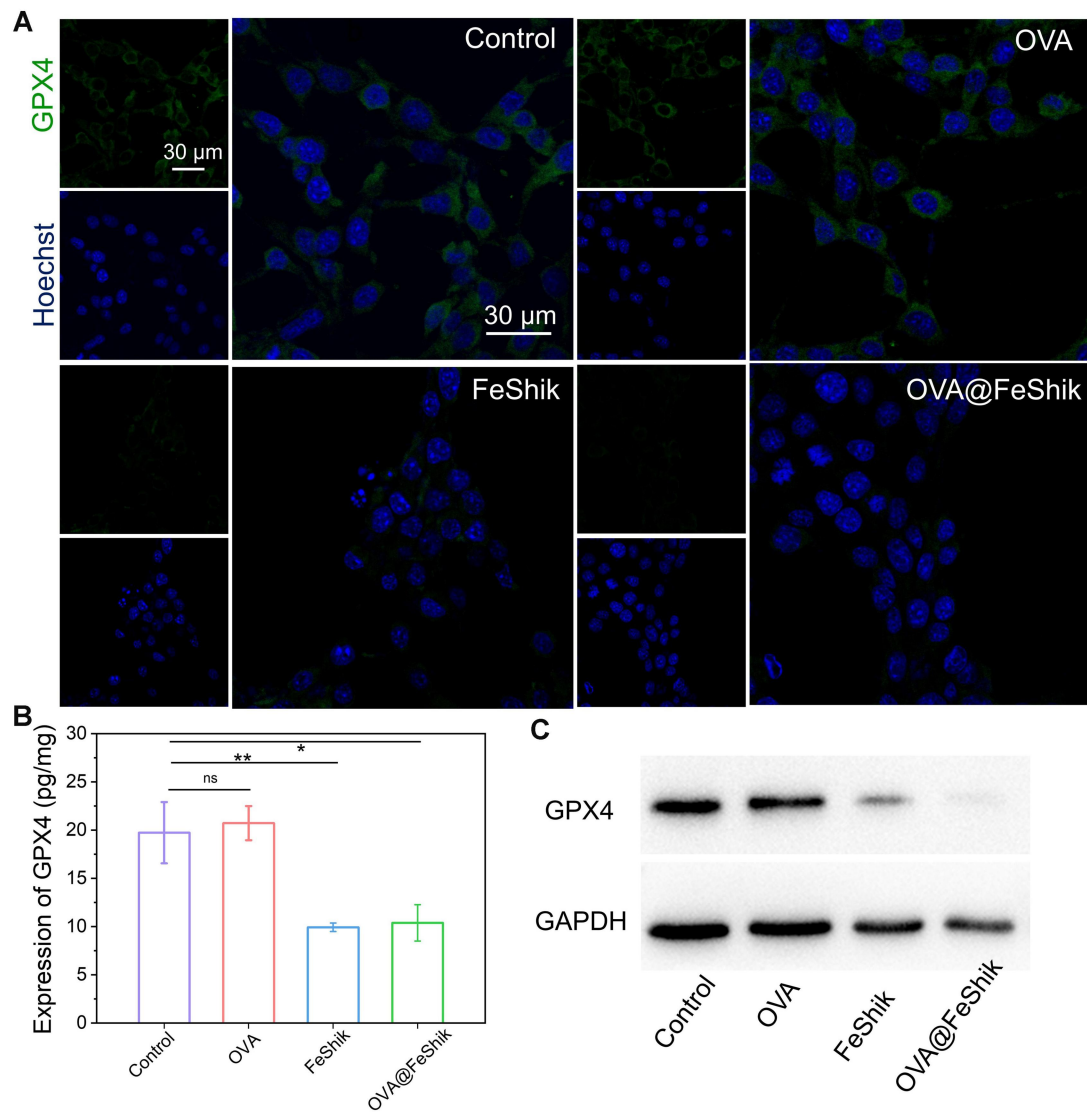 A
GPX4
Hoechst
30 µm
Control
30 µm
OVA
FeShik
OVA@FeShik
B
Expression of GPX4 (pg/mg)
30
25
20
15
10
5
0
*
**
ns
Control
OVA
FeShik
OVA@FeShik
C
GPX4
GAPDH
Control
OVA
FeShik
OVA@FeShik